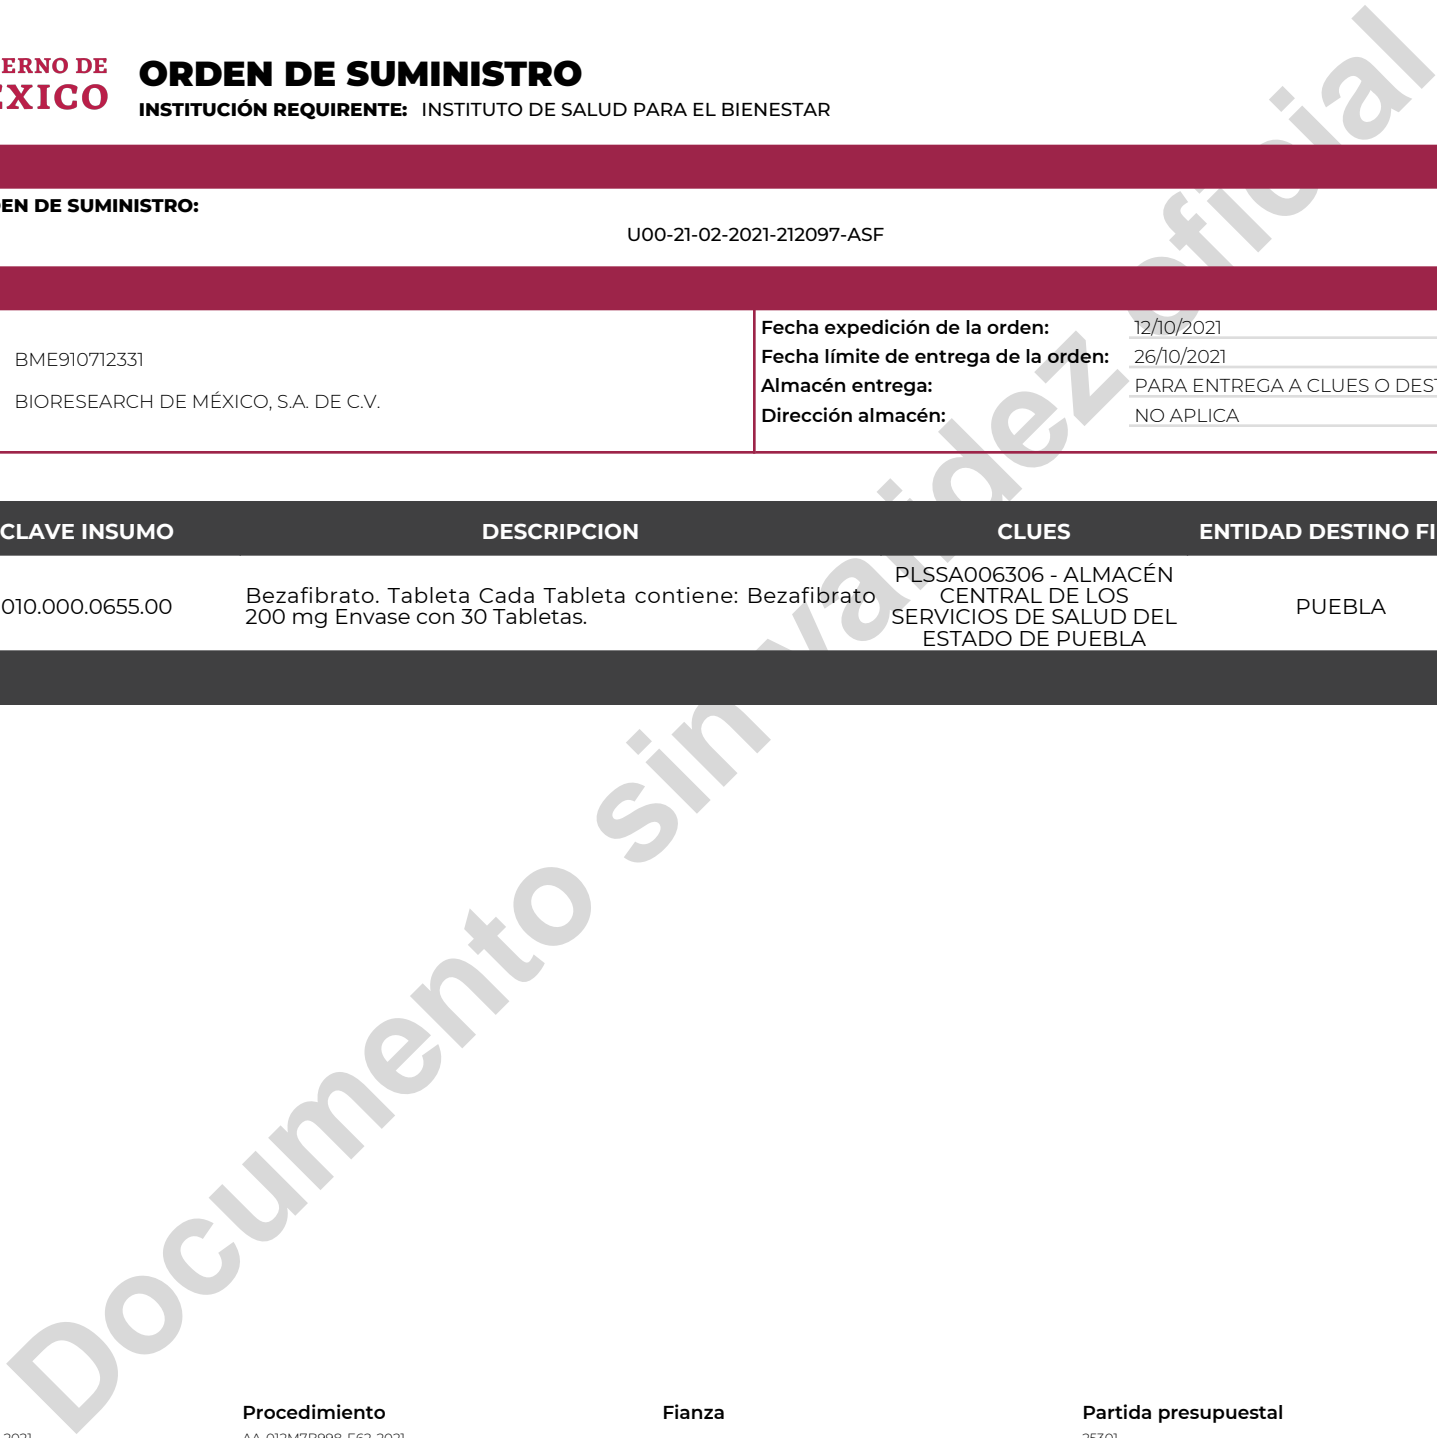 ERNO DE
ÉXICO
ORDEN DE SUMINISTRO
INSTITUCIÓN REQUIRENTE: INSTITUTO DE SALUD PARA EL BIENESTAR
EN DE SUMINISTRO:
U00-21-02-2021-212097-ASF
BME910712331
BIORESEARCH DE MÉXICO, S.A. DE C.V.
Fecha expedición de la orden: 12/10/2021
Fecha límite de entrega de la orden: 26/10/2021
Almacén entrega: PARA ENTREGA A CLUES O DEST
Dirección almacén: NO APLICA
CLAVE INSUMO DESCRIPCION CLUES ENTIDAD DESTINO FI
010.000.0655.00
Bezafibrato. Tableta Cada Tableta contiene: Bezafibrato
200 mg Envase con 30 Tabletas.
PLSSA006306 - ALMACÉN
CENTRAL DE LOS
SERVICIOS DE SALUD DEL
ESTADO DE PUEBLA
PUEBLA
Documento sin validez oficial
Procedimiento Fianza Partida presupuestal